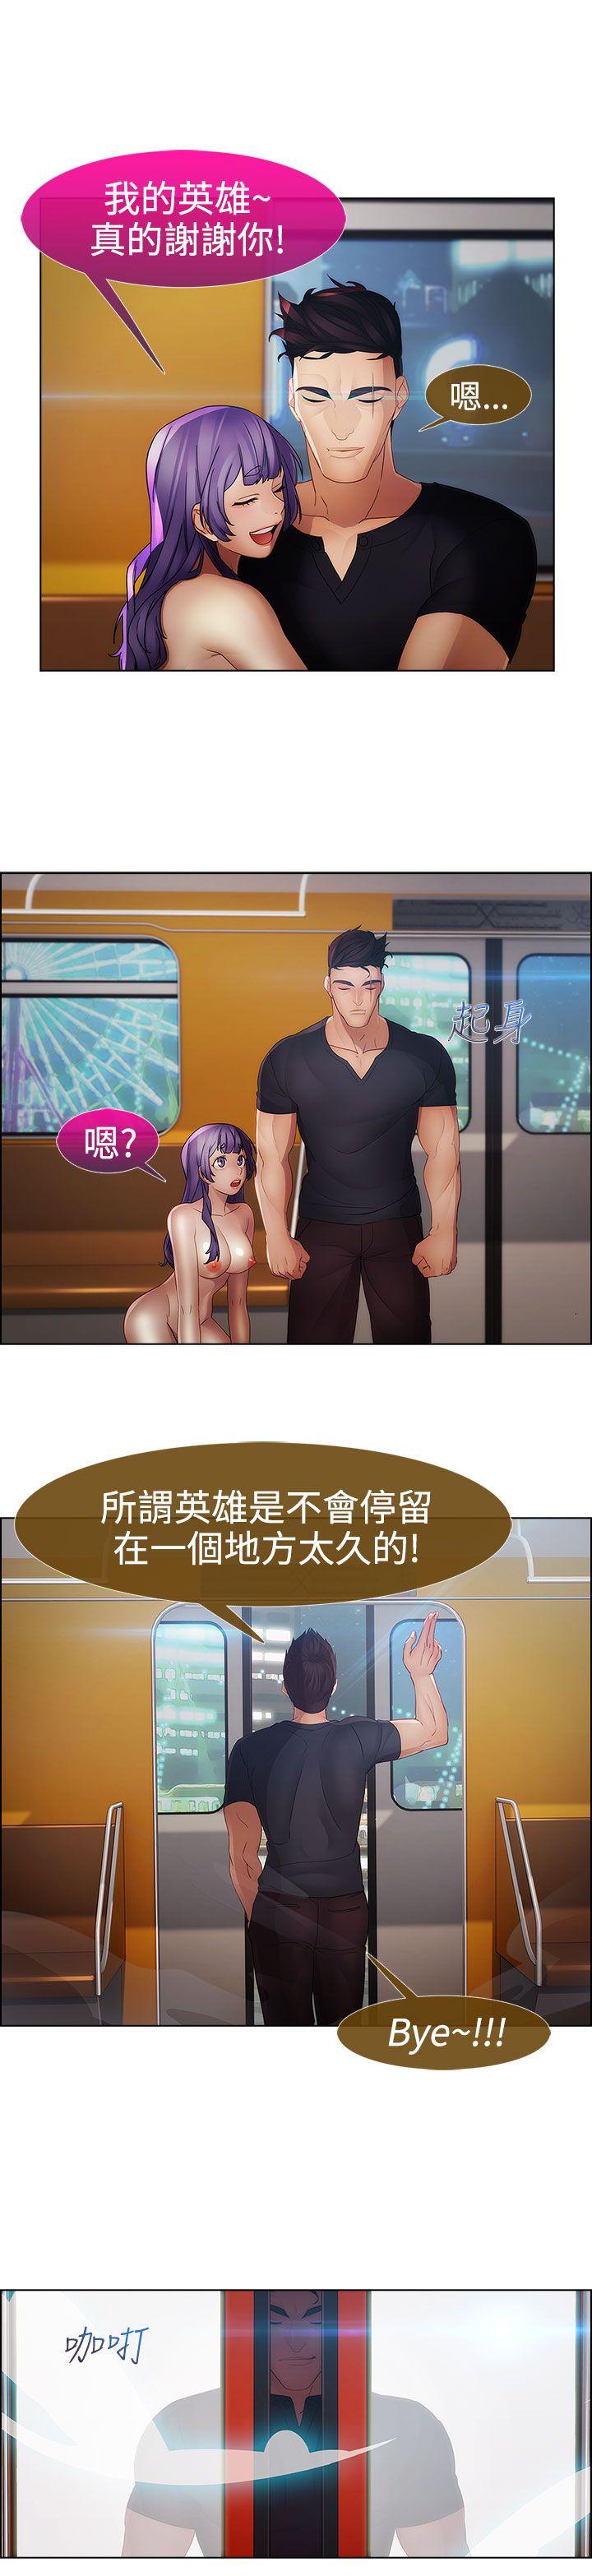 我的英雄~
真的謝謝你!
嗯...
起身
嗯?
所謂英雄是不會停留
在一個地方太久的!
Bye~!!!
咖咑